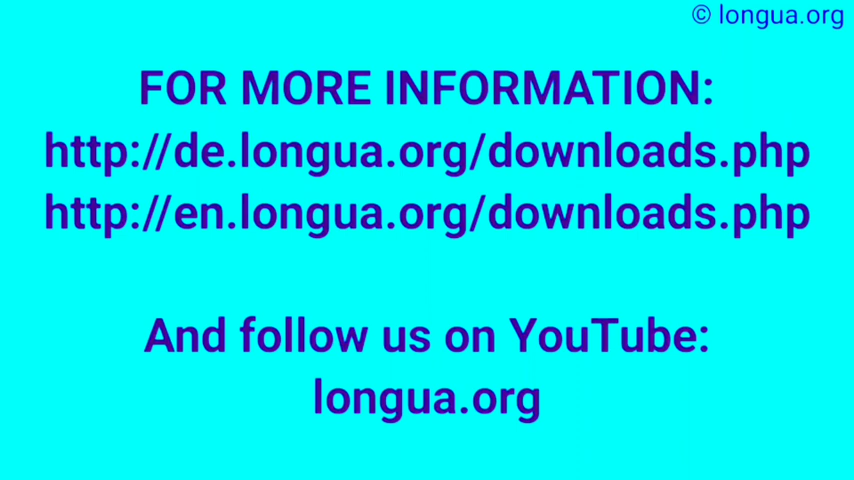 © longua.org
FOR MORE INFORMATION:
http://de.longua.org/downloads.php
http://en.longua.org/downloads.php
And follow us on YouTube:
longua.org